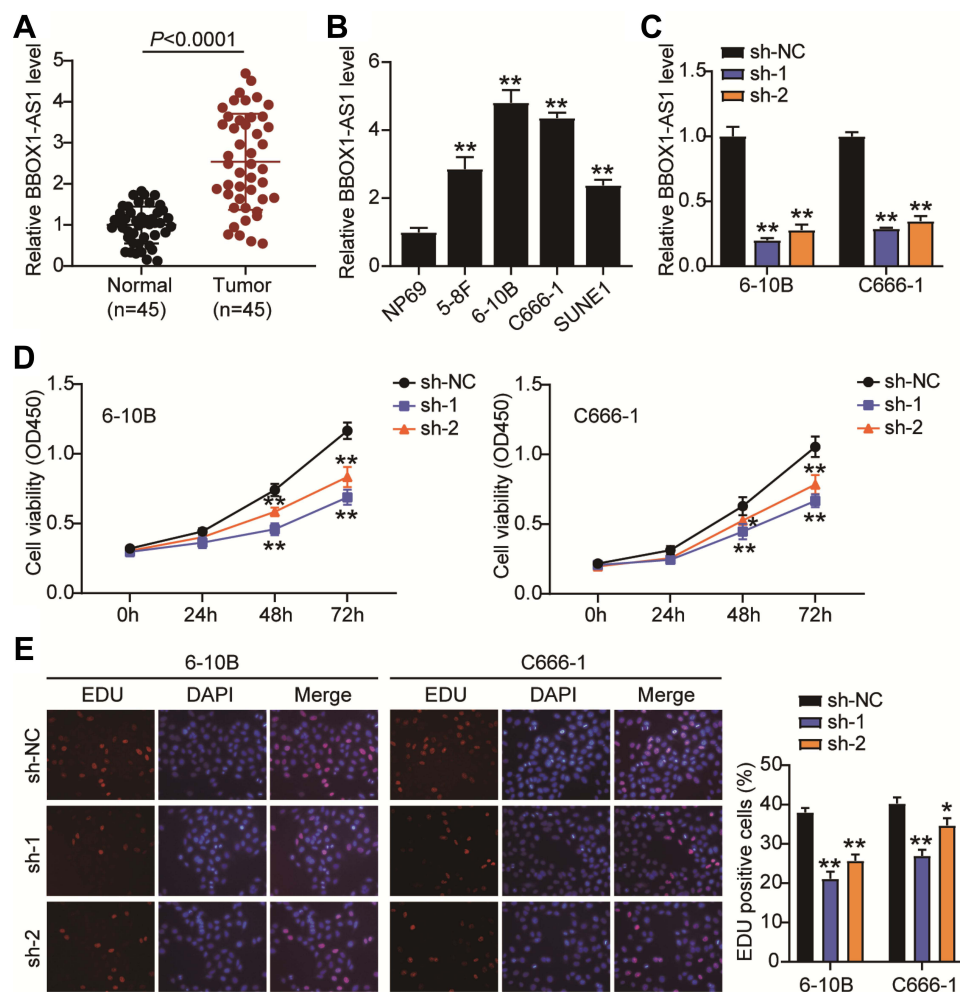 A
P<0.0001
Relative BBOX1-AS1 level
5
4
3
2
1
0
Normal
(n=45)
Tumor
(n=45)
B
Relative BBOX1-AS1 level
6
4
2
0
** ** ** **
NP69 5-8F 6-10B C666-1 SUNE1
C
sh-NC
sh-1
sh-2
Relative BBOX1-AS1 level
1.5
1.0
0.5
0.0
** ** ** **
6-10B C666-1
D
6-10B
sh-NC
sh-1
sh-2
Cell viability (OD450)
1.5
1.0
0.5
0.0
** **
** **
0h 24h 48h 72h
C666-1
sh-NC
sh-1
sh-2
Cell viability (OD450)
1.5
1.0
0.5
0.0
* **
** **
0h 24h 48h 72h
E
6-10B C666-1
EDU DAPI Merge EDU DAPI Merge
sh-NC
sh-1
sh-2
sh-NC
sh-1
sh-2
EDU positive cells (%)
50
40
30
20
10
0
** ** ** *
6-10B C666-1